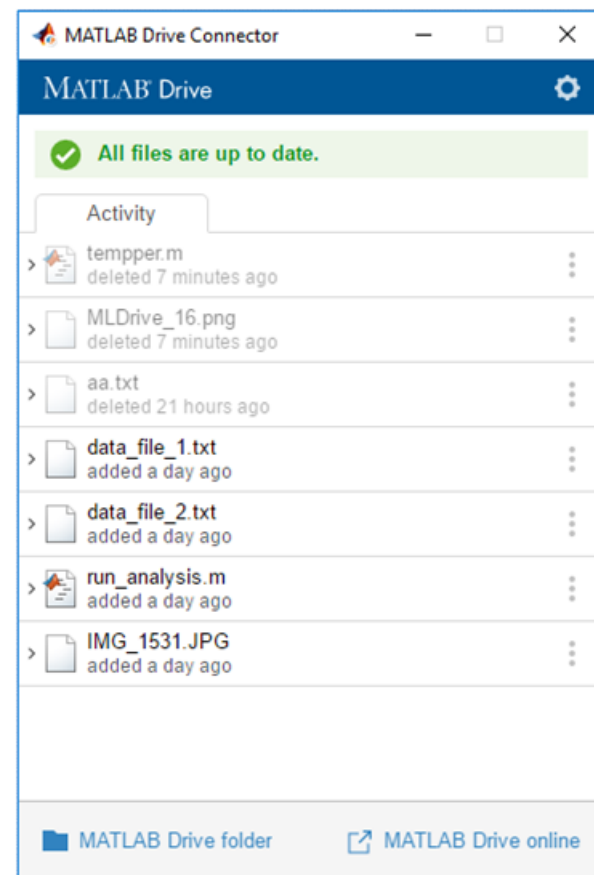 MATLAB Drive Connector
MATLAB® Drive
All files are up to date.
Activity
tempper.m
deleted 7 minutes ago
MLDrive_16.png
deleted 7 minutes ago
aa.txt
deleted 21 hours ago
data_file_1.txt
added a day ago
data_file_2.txt
added a day ago
run_analysis.m
added a day ago
IMG_1531.JPG
added a day ago
MATLAB Drive folder
MATLAB Drive online